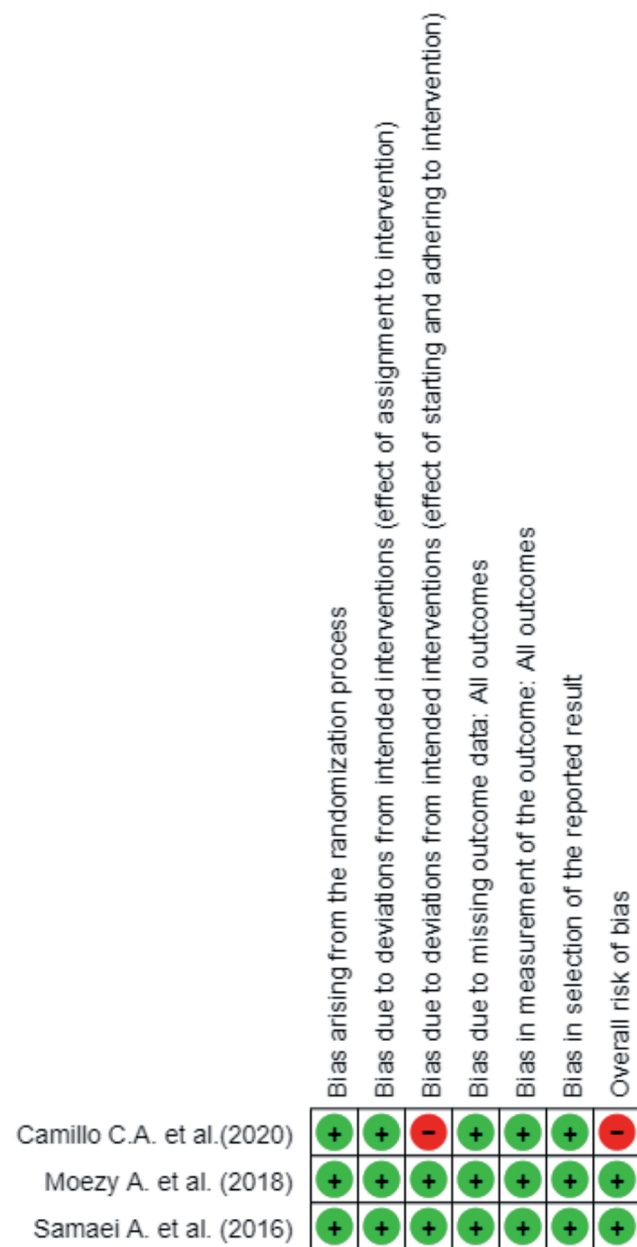 Bias arising from the randomization process
Bias due to deviations from intended interventions (effect of assignment to intervention)
Bias due to deviations from intended interventions (effect of starting and adhering to intervention)
Bias due to missing outcome data: All outcomes
Bias in measurement of the outcome: All outcomes
Bias in selection of the reported result
Overall risk of bias
Camillo C.A. et al.(2020) + + - + + + -
Moezy A. et al. (2018) + + + + + + +
Samaei A. et al. (2016) + + + + + + +